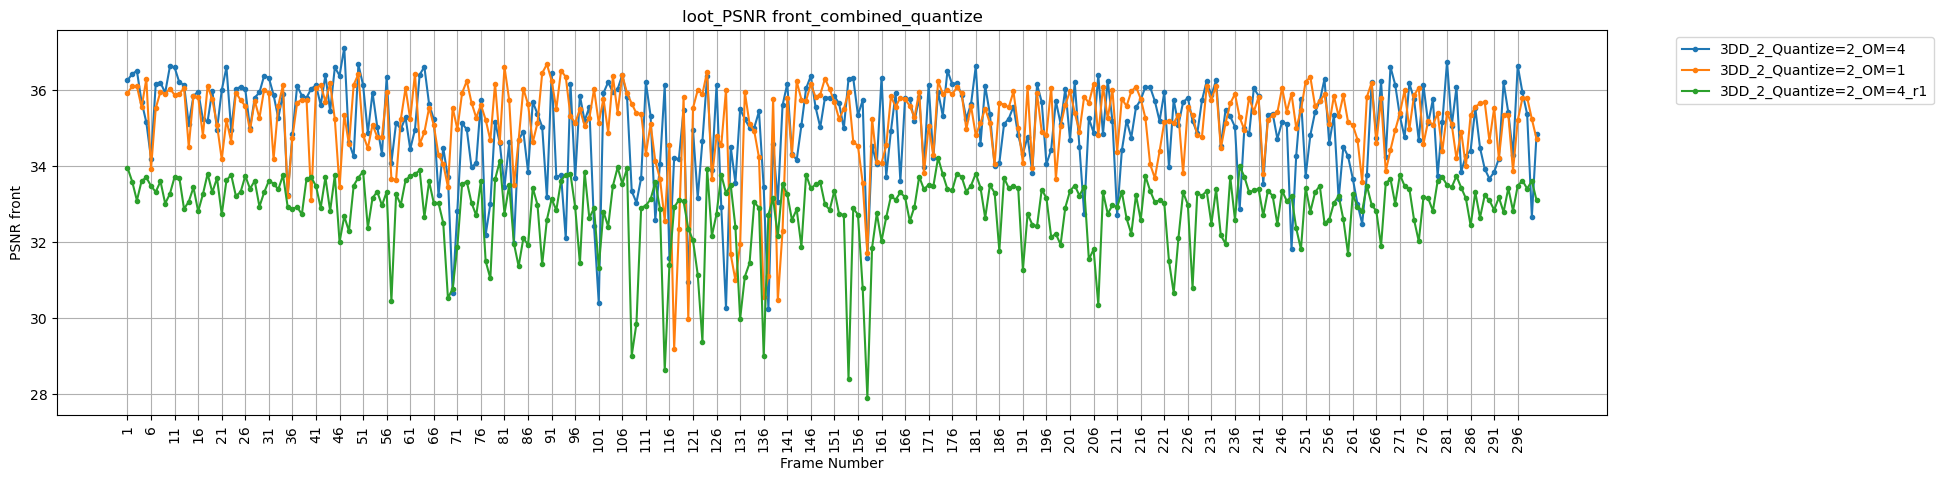 loot_PSNR front_combined_quantize
PSNR front
36
34
32
30
28
1 6 11 16 21 26 31 36 41 46 51 56 61 66 71 76 81 86 91 96 101 106 111 116 121 126 131 136 141 146 151 156 161 166 171 176 181 186 191 196 201 206 211 216 221 226 231 236 241 246 251 256 261 266 271 276 281 286 291 296
Frame Number
3DD_2_Quantize=2_OM=4
3DD_2_Quantize=2_OM=1
3DD_2_Quantize=2_OM=4_r1